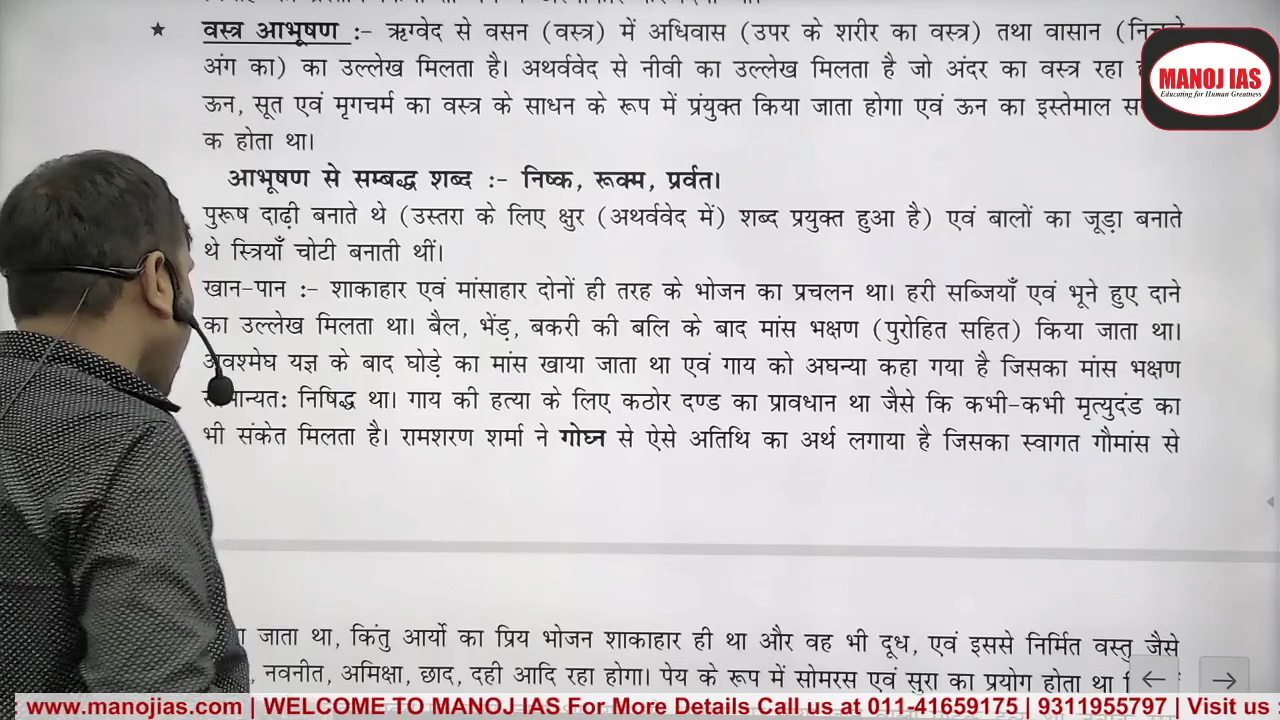 ★ वस्त्र आभूषण :- ऋग्वेद से वसन (वस्त्र) में अधिवास (उपर के शरीर का वस्त्र) तथा वासान
अंग का) का उल्लेख मिलता है। अथर्ववेद से नीवी का उल्लेख मिलता है जो अंदर का वस्त्र रहा
ऊन, सूत एवं मृगचर्म का वस्त्र के साधन के रूप में प्रंयुक्त किया जाता होगा एवं ऊन का इस्तेमाल
क होता था।
आभूषण से सम्बद्ध शब्द :- निष्क, रूक्म, प्रर्वत।
पुरूष दाढ़ी बनाते थे (उस्तरा के लिए क्षुर (अथर्ववेद में) शब्द प्रयुक्त हुआ है) एवं बालों का जूड़ा बनाते
थे स्त्रियाँ चोटी बनाती थीं।
खान-पान :- शाकाहार एवं मांसाहार दोनों ही तरह के भोजन का प्रचलन था। हरी सब्जियाँ एवं भूने हुए दाने
का उल्लेख मिलता था। बैल, भेंड़, बकरी की बलि के बाद मांस भक्षण (पुरोहित सहित) किया जाता था।
अवश्मेघ यज्ञ के बाद घोड़े का मांस खाया जाता था एवं गाय को अघन्या कहा गया है जिसका मांस भक्षण
निषिद्ध था। गाय की हत्या के लिए कठोर दण्ड का प्रावधान था जैसे कि कभी-कभी मृत्युदंड का
भी संकेत मिलता है। रामशरण शर्मा ने गोघ्न से ऐसे अतिथि का अर्थ लगाया है जिसका स्वागत गौमांस से
जाता था, किंतु आर्यो का प्रिय भोजन शाकाहार ही था और वह भी दूध, एवं इससे निर्मित वस्तु जैसे
, नवनीत, अमिक्षा, छाद, दही आदि रहा होगा। पेय के रूप में सोमरस एवं सुरा का प्रयोग होता था
MANOJ IAS
Educating for Human Greatness
www.manojias.com | WELCOME TO MANOJ IAS For More Details Call us at 011-41659175 | 9311955797 | Visit us